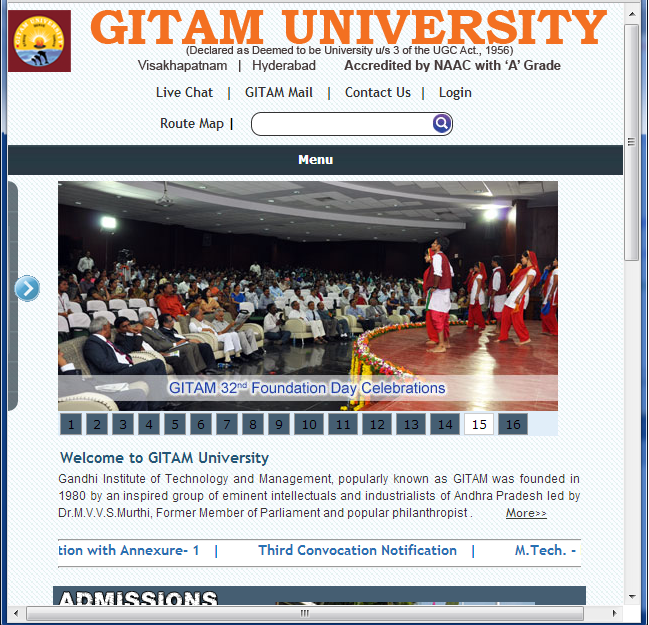 GITAM UNIVERSITY
(Declared as Deemed to be University u/s 3 of the UGC Act., 1956)
Visakhapatnam | Hyderabad Accredited by NAAC with ‘A’ Grade
Live Chat | GITAM Mail | Contact Us | Login
Route Map |
Menu
GITAM 32nd Foundation Day Celebrations
1 2 3 4 5 6 7 8 9 10 11 12 13 14 15 16
Welcome to GITAM University
Gandhi Institute of Technology and Management, popularly known as GITAM was founded in
1980 by an inspired group of eminent intellectuals and industrialists of Andhra Pradesh led by
Dr.M.V.V.S.Murthi, Former Member of Parliament and popular philanthropist . More>>
tion with Annexure- 1 | Third Convocation Notification | M.Tech. -
ADMISSIONS